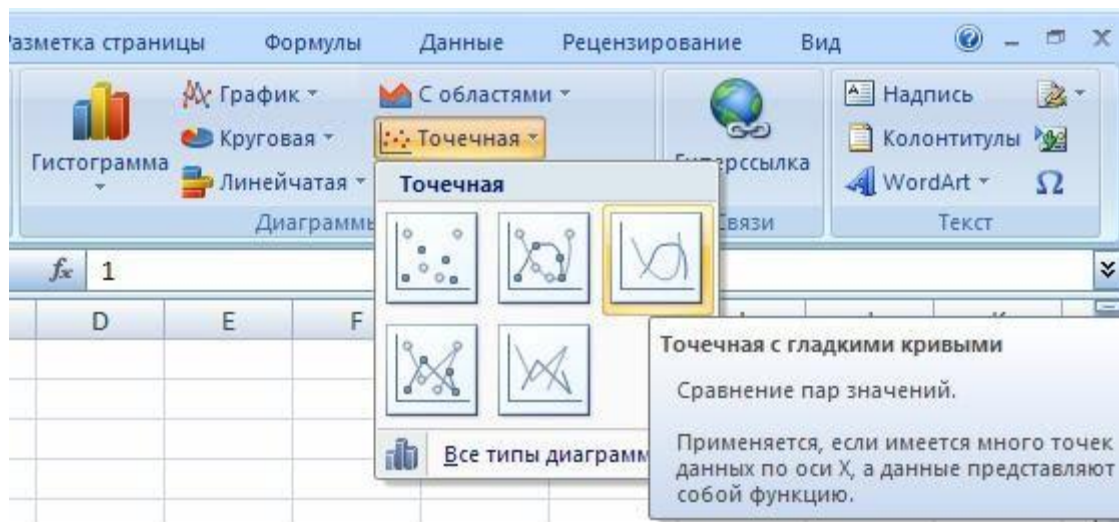 Разметка страницы Формулы Данные Рецензирование Вид
График С областями Надпись
Круговая Точечная Колонтитулы
Гистограмма Линейчатая WordArt Ω
Диаграммы Текст
Точечная
fx 1
D E F
Точечная с гладкими кривыми
Сравнение пар значений.
Все типы диаграмм
Применяется, если имеется много точек
данных по оси X, а данные представляют
собой функцию.